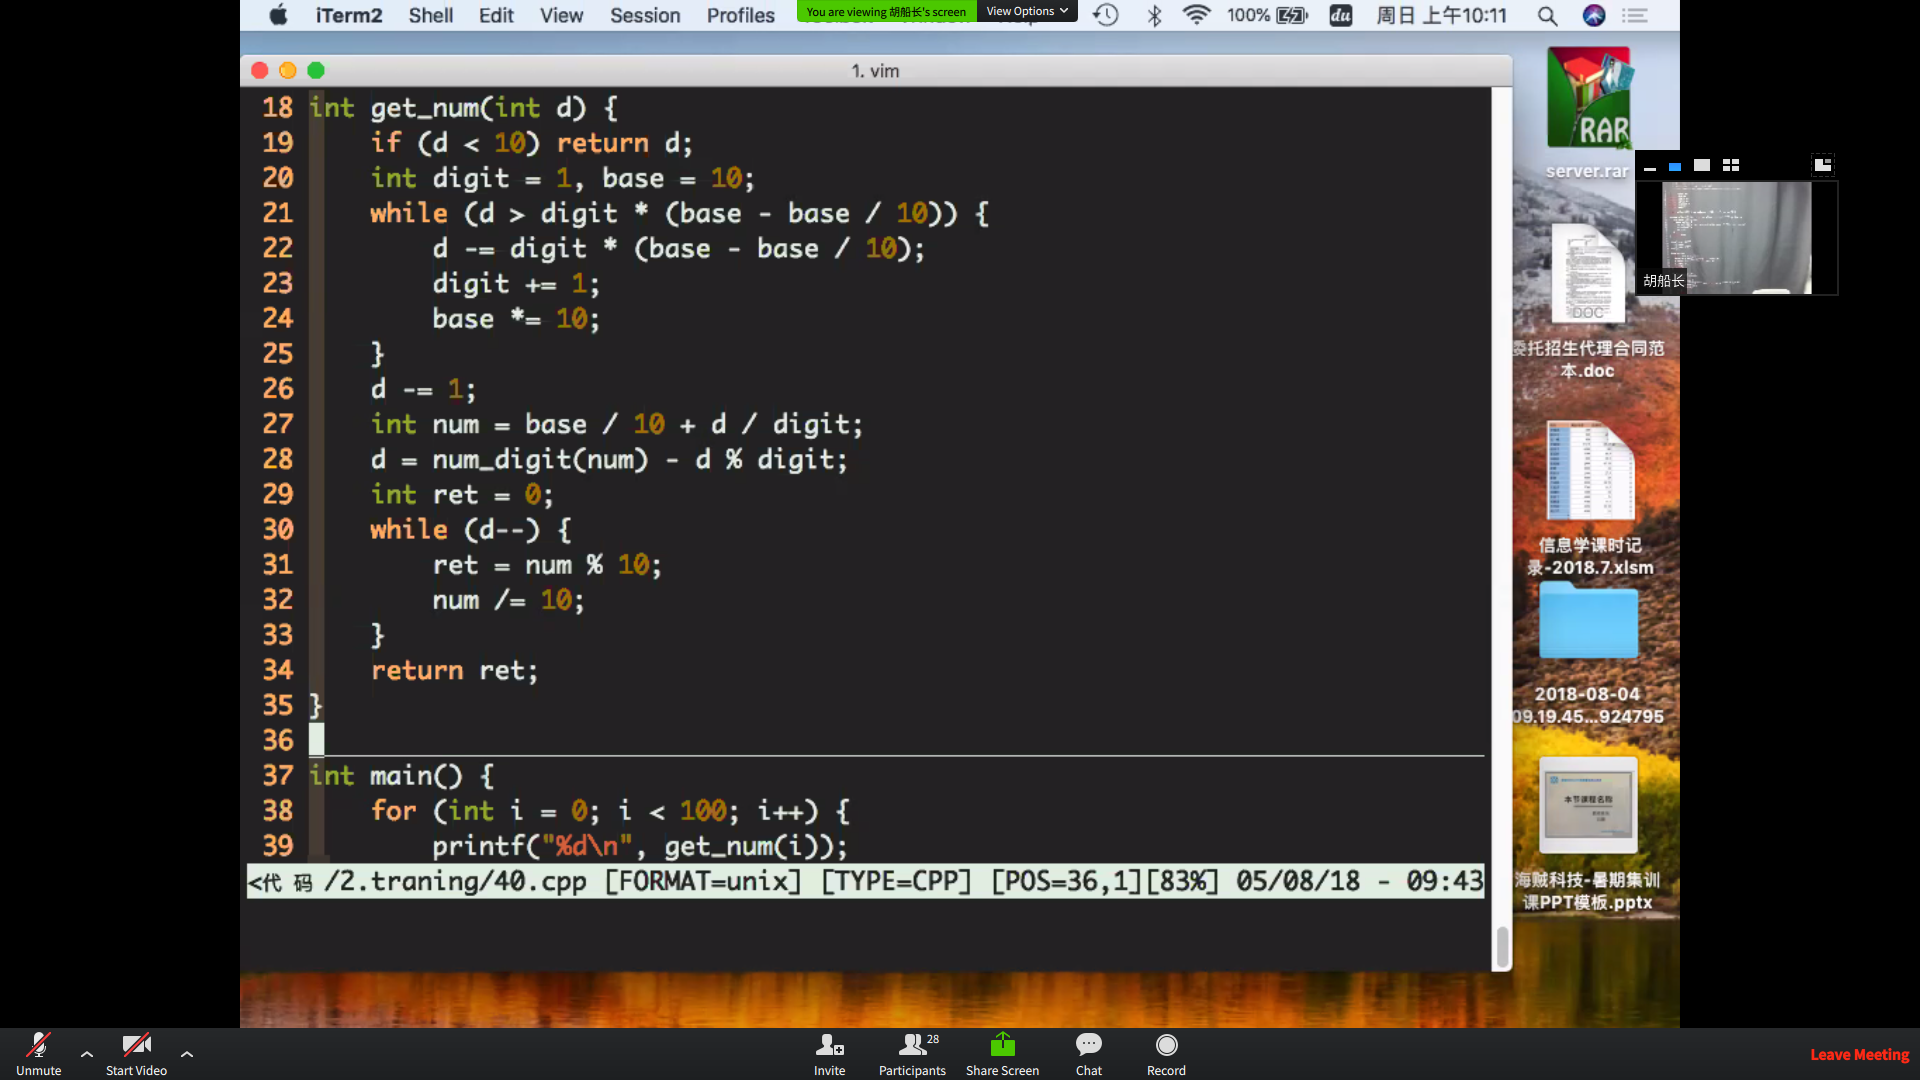 iTerm2 Shell Edit View Session Profiles
You are viewing 胡船长's screen View Options
100% du 周日 上午10:11
1. vim
18 int get_num(int d) {
19     if (d < 10) return d;
20     int digit = 1, base = 10;
21     while (d > digit * (base - base / 10)) {
22         d -= digit * (base - base / 10);
23         digit += 1;
24         base *= 10;
25     }
26     d -= 1;
27     int num = base / 10 + d / digit;
28     d = num_digit(num) - d % digit;
29     int ret = 0;
30     while (d--) {
31         ret = num % 10;
32         num /= 10;
33     }
34     return ret;
35 }
36
37 int main() {
38     for (int i = 0; i < 100; i++) {
39         printf("%d\n", get_num(i));
<代 码 /2.traning/40.cpp [FORMAT=unix] [TYPE=CPP] [POS=36,1][83%] 05/08/18 - 09:43
RAR
server.rar
胡船长
DOC
委托招生代理合同范
本.doc
信息学课时记
录-2018.7.xlsm
2018-08-04
09.19.45...924795
本节课程名称
海贼科技-暑期集训
课PPT模板.pptx
Unmute
Start Video
Invite
28
Participants
Share Screen
Chat
Record
Leave Meeting